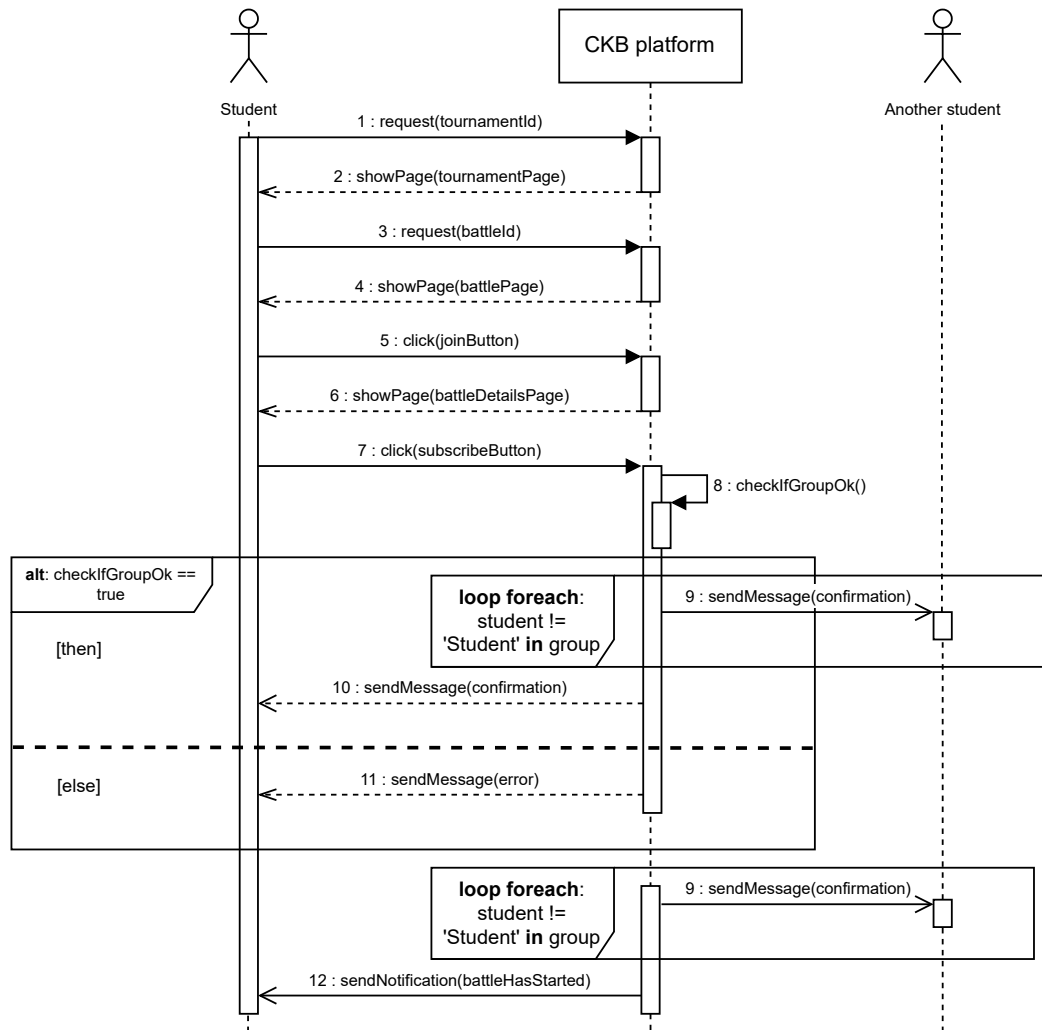 CKB platform
Student
Another student
1 : request(tournamentId)
2 : showPage(tournamentPage)
3 : request(battleId)
4 : showPage(battlePage)
5 : click(joinButton)
6 : showPage(battleDetailsPage)
7 : click(subscribeButton)
8 : checkIfGroupOk()
alt: checkIfGroupOk ==
true
loop foreach:
student !=
'Student' in group
9 : sendMessage(confirmation)
[then]
10 : sendMessage(confirmation)
[else]
11 : sendMessage(error)
loop foreach:
student !=
'Student' in group
9 : sendMessage(confirmation)
12 : sendNotification(battleHasStarted)